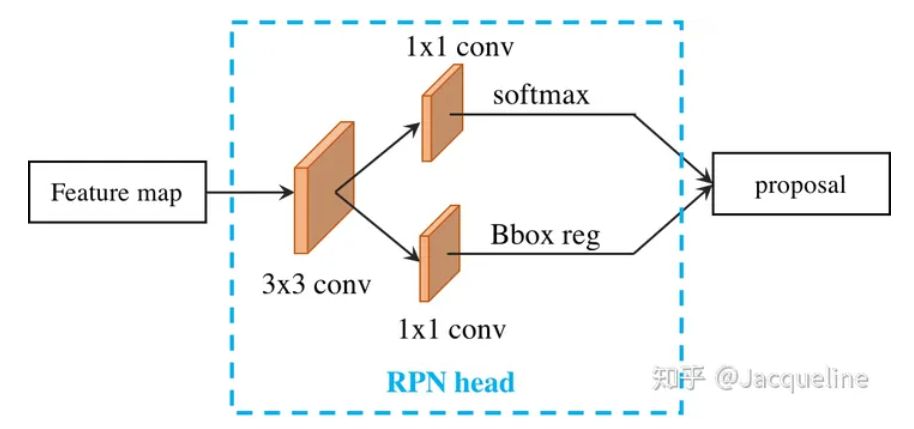 1x1 conv
softmax
Feature map
proposal
Bbox reg
3x3 conv
1x1 conv
RPN head
知乎 @Jacqueline